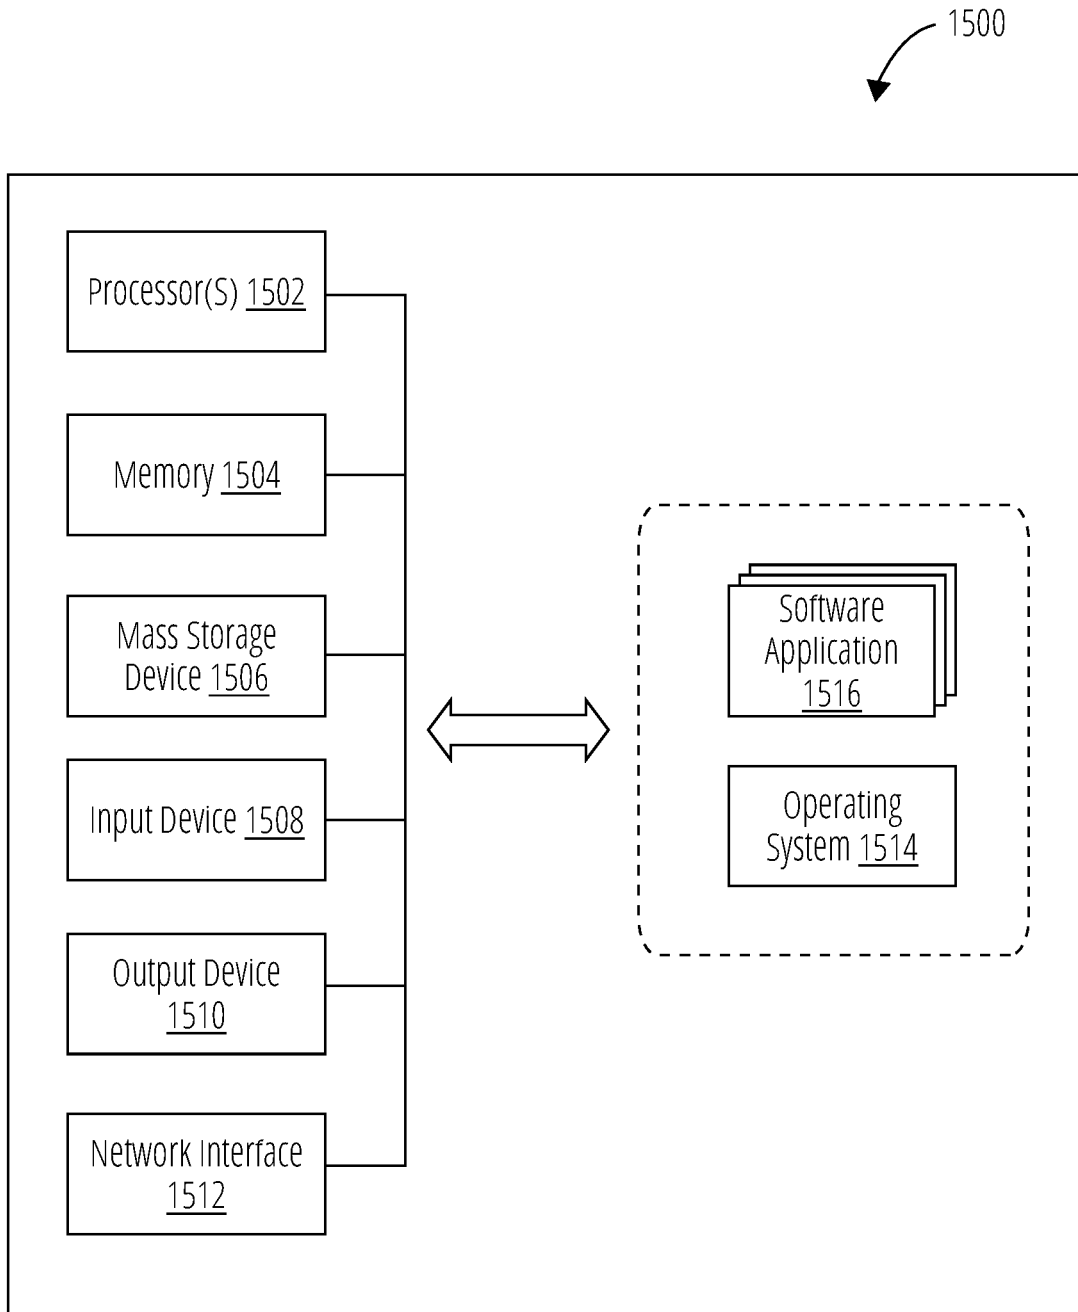 1500
Processor(S) 1502
Memory 1504
Mass Storage
Device 1506
Input Device 1508
Output Device
1510
Network Interface
1512
Software
Application
1516
Operating
System 1514